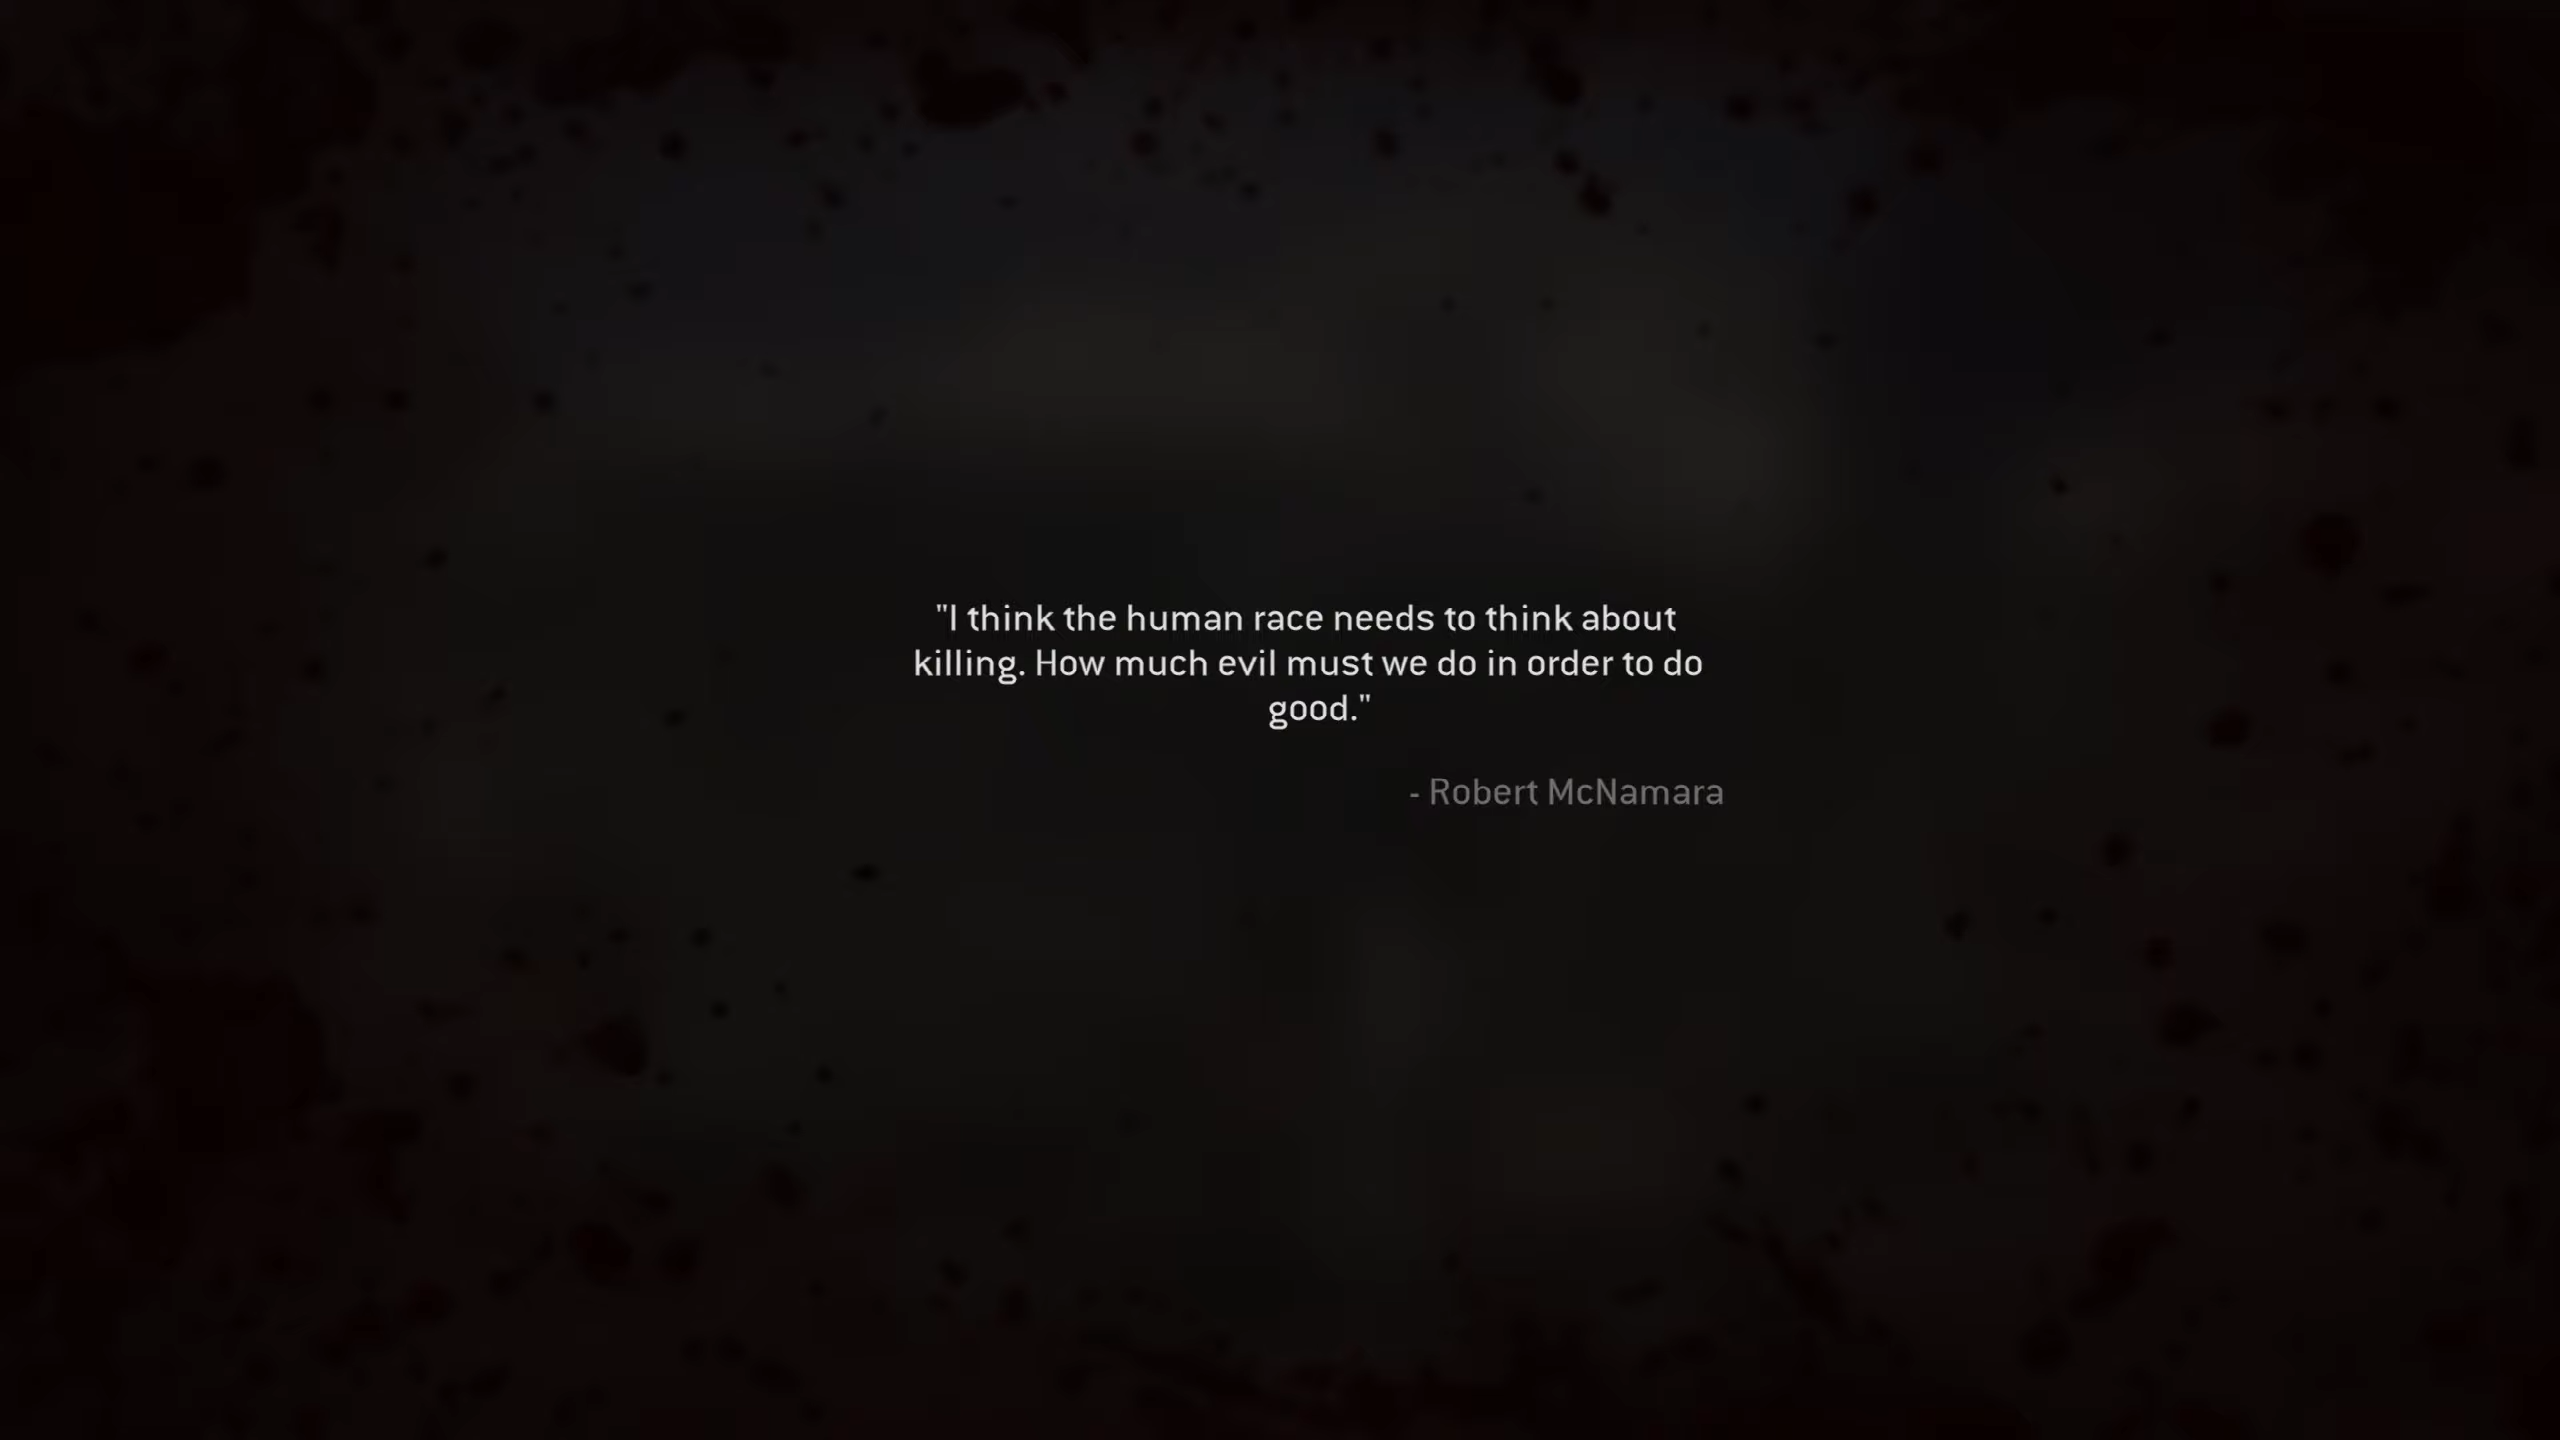 "I think the human race needs to think about
killing. How much evil must we do in order to do
good."
- Robert McNamara